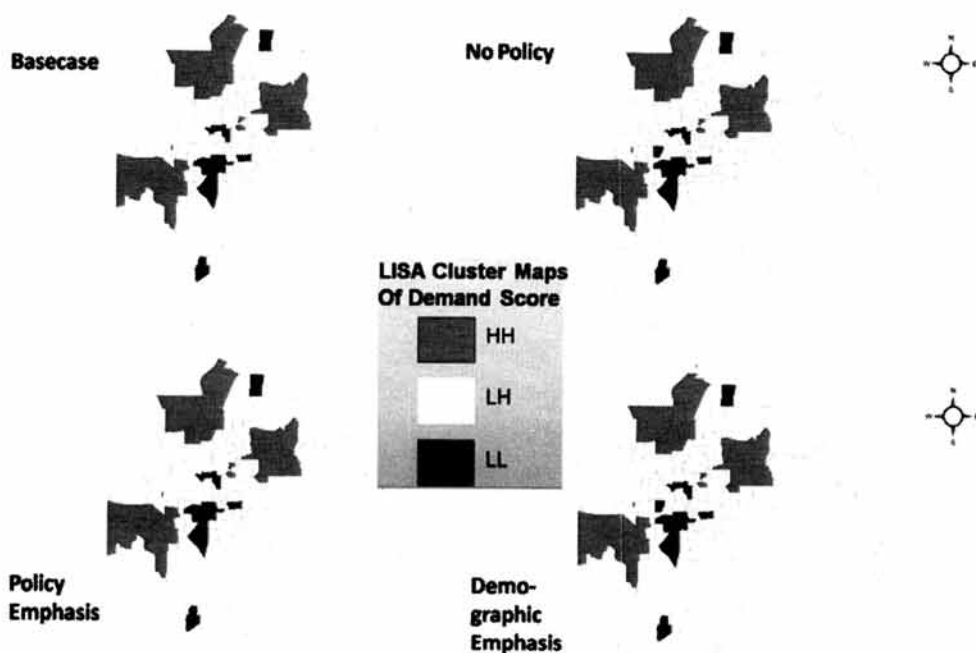 Basecase
No Policy
N
W
S
LISA Cluster Maps
Of Demand Score
HH
LH
LL
N
W
S
Policy
Emphasis
Demo-
graphic
Emphasis